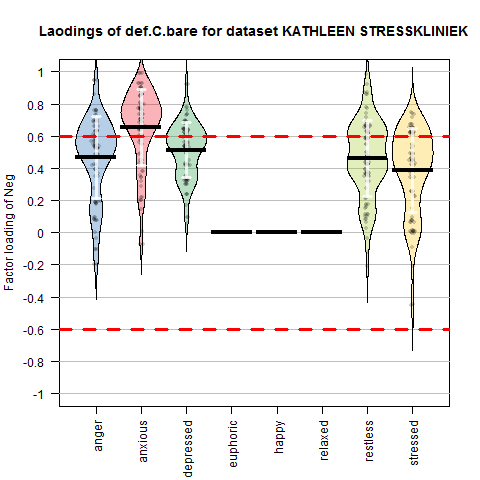 Laodings of def.C.bare for dataset KATHLEEN STRESSKLINIEK
Factor loading of Neg
1
0.8
0.6
0.4
0.2
0
-0.2
-0.4
-0.6
-0.8
-1
anger
anxious
depressed
euphoric
happy
relaxed
restless
stressed